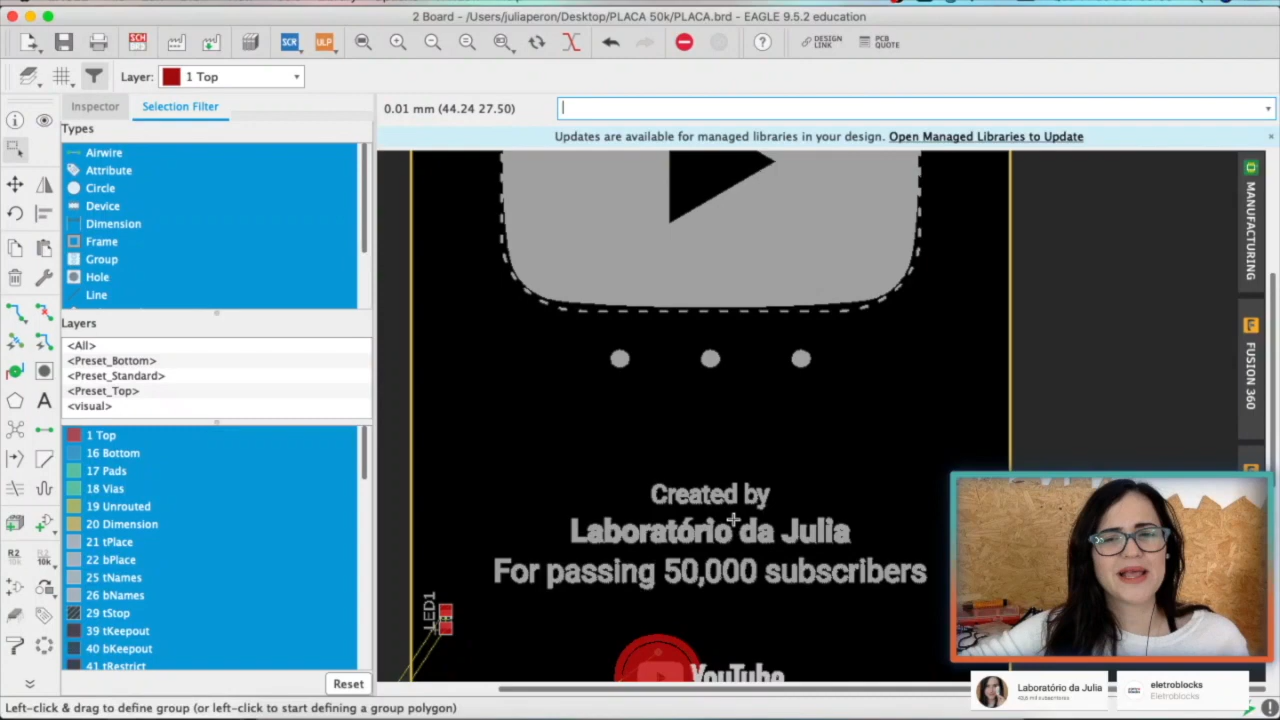 2 Board - /Users/juliaperon/Desktop/PLACA 50k/PLACA.brd - EAGLE 9.5.2 education
SCH
SCR
ULP
DESIGN LINK
PCB QUOTE
Layer:
1 Top
Inspector
Selection Filter
0.01 mm (44.24 27.50)
Updates are available for managed libraries in your design. Open Managed Libraries to Update
Types
Airwire
Attribute
Circle
Device
Dimension
Frame
Group
Hole
Line
Layers
<All>
<Preset_Bottom>
<Preset_Standard>
<Preset_Top>
<visual>
1 Top
16 Bottom
17 Pads
18 Vias
19 Unrouted
20 Dimension
21 tPlace
22 bPlace
25 tNames
26 bNames
29 tStop
39 tKeepout
40 bKeepout
41 tRestrict
Reset
MANUFACTURING
FUSION 360
Created by
Laboratório da Julia
For passing 50,000 subscribers
LED1
YouTube
Laboratório da Julia
eletroblocks
Eletroblocks
Left-click & drag to define group (or left-click to start defining a group polygon)